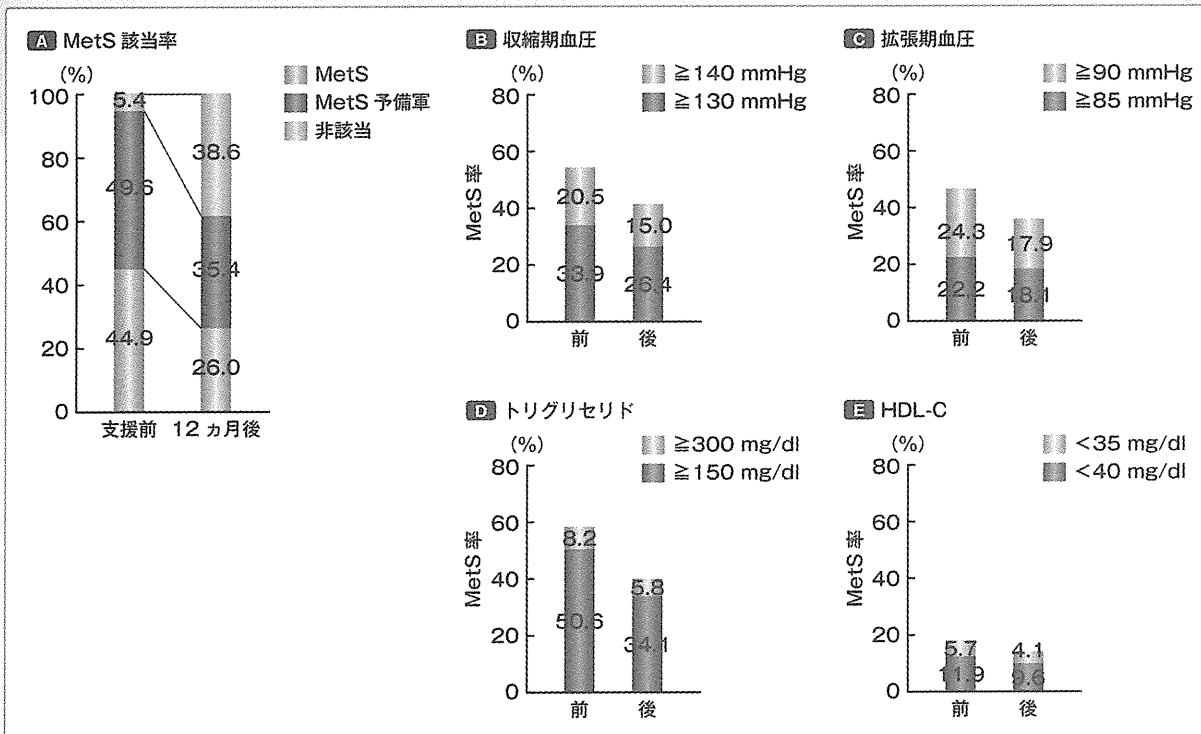 A MetS 該当率
(%)
MetS
MetS 予備軍
非該当
100
80
60
40
20
0
5.4
49.6
44.9
38.6
35.4
26.0
支援前
12 ヵ月後
B 収縮期血圧
(%)
≧140 mmHg
≧130 mmHg
MetS 率
80
60
40
20
0
20.5
33.9
15.0
26.4
前
後
C 拡張期血圧
(%)
≧90 mmHg
≧85 mmHg
MetS 率
80
60
40
20
0
24.3
22.2
17.9
18.1
前
後
D トリグリセリド
(%)
≧300 mg/dl
≧150 mg/dl
MetS 率
80
60
40
20
0
8.2
50.6
5.8
34.1
前
後
E HDL-C
(%)
<35 mg/dl
<40 mg/dl
MetS 率
80
60
40
20
0
5.7
11.9
4.1
9.6
前
後